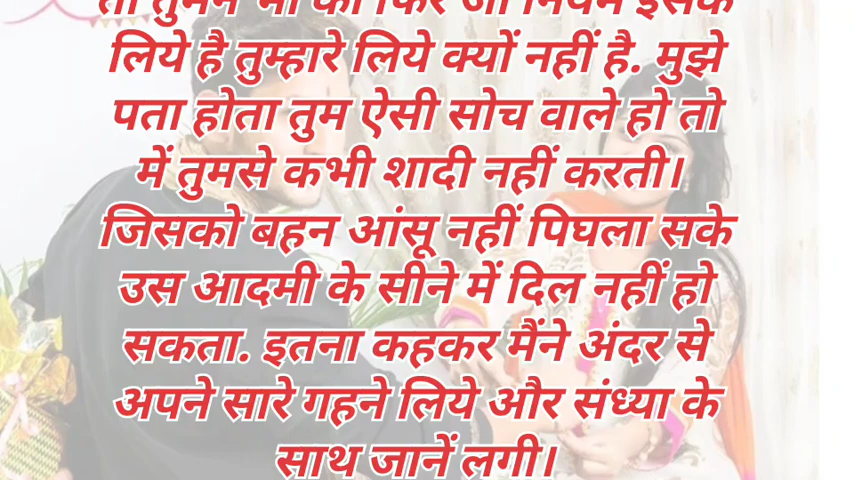 तो तुमने भी की फिर जो नियम इसके
लिये है तुम्हारे लिये क्यों नहीं है. मुझे
पता होता तुम ऐसी सोच वाले हो तो
में तुमसे कभी शादी नहीं करती।
जिसको बहन आंसू नहीं पिघला सके
उस आदमी के सीने में दिल नहीं हो
सकता. इतना कहकर मैंने अंदर से
अपने सारे गहने लिये और संध्या के
साथ जानें लगी।